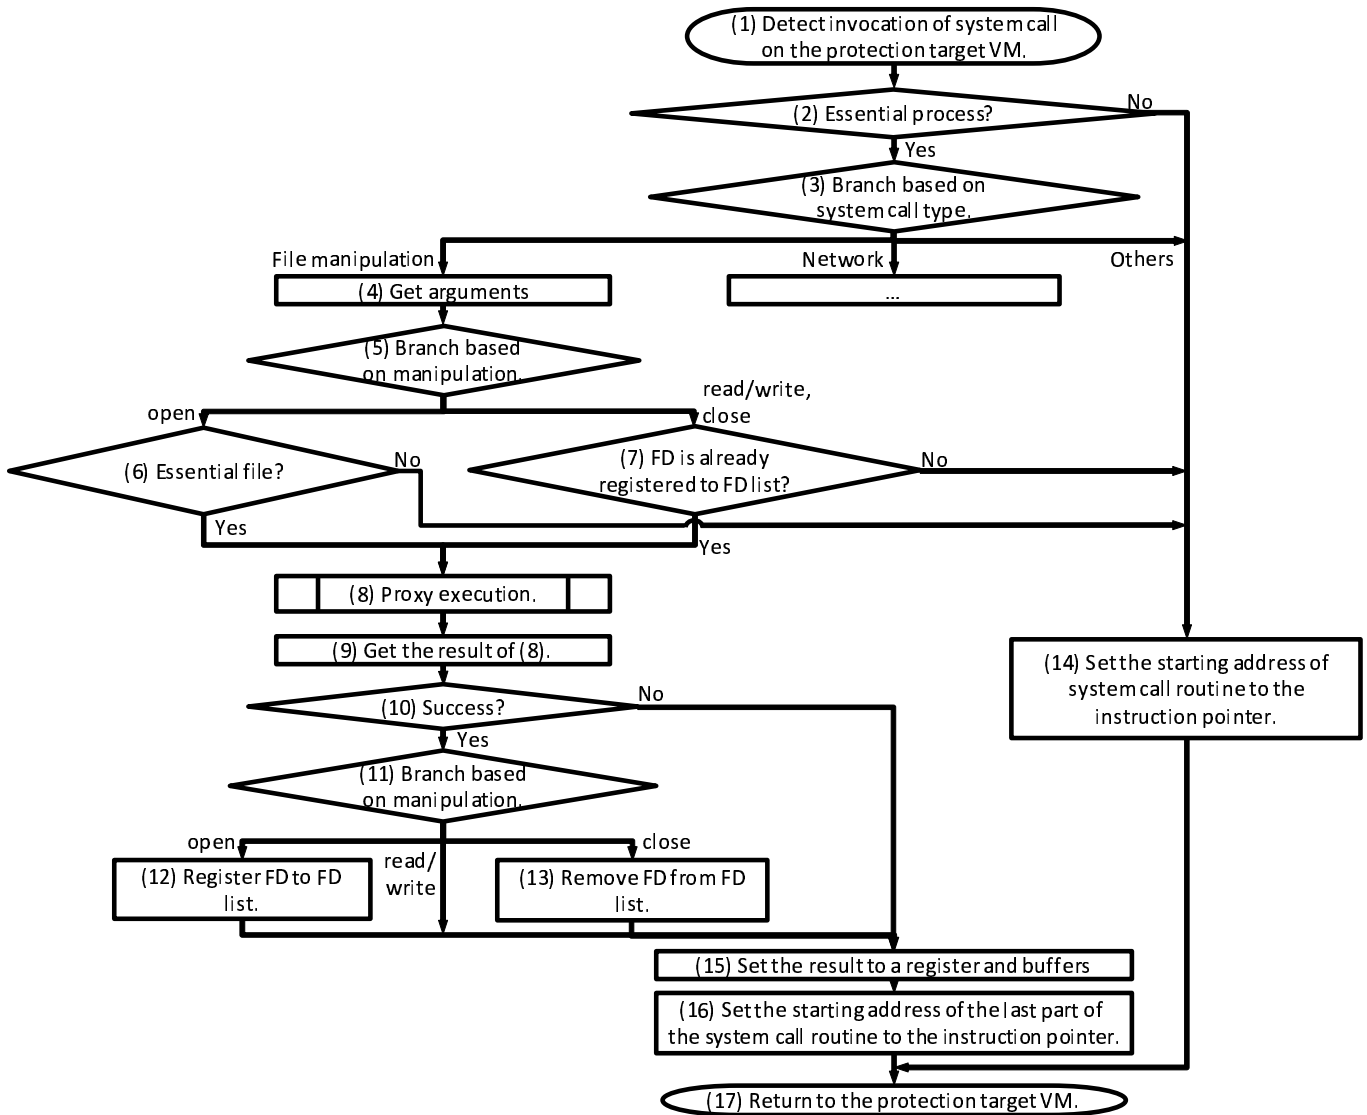 (1) Detect invocation of system call
on the protection target VM.
No
(2) Essential process?
Yes
(3) Branch based on
system call type.
File manipulation
Network
Others
(4) Get arguments
...
(5) Branch based
on manipulation.
read/write,
close
open
(6) Essential file?
No
(7) FD is already
registered to FD list?
No
Yes
Yes
(8) Proxy execution.
(9) Get the result of (8).
(14) Set the starting address of
system call routine to the
instruction pointer.
No
(10) Success?
Yes
(11) Branch based
on manipulation.
open
read/
write
close
(12) Register FD to FD
list.
(13) Remove FD from FD
list.
(15) Set the result to a register and buffers
(16) Set the starting address of the last part of
the system call routine to the instruction pointer.
(17) Return to the protection target VM.